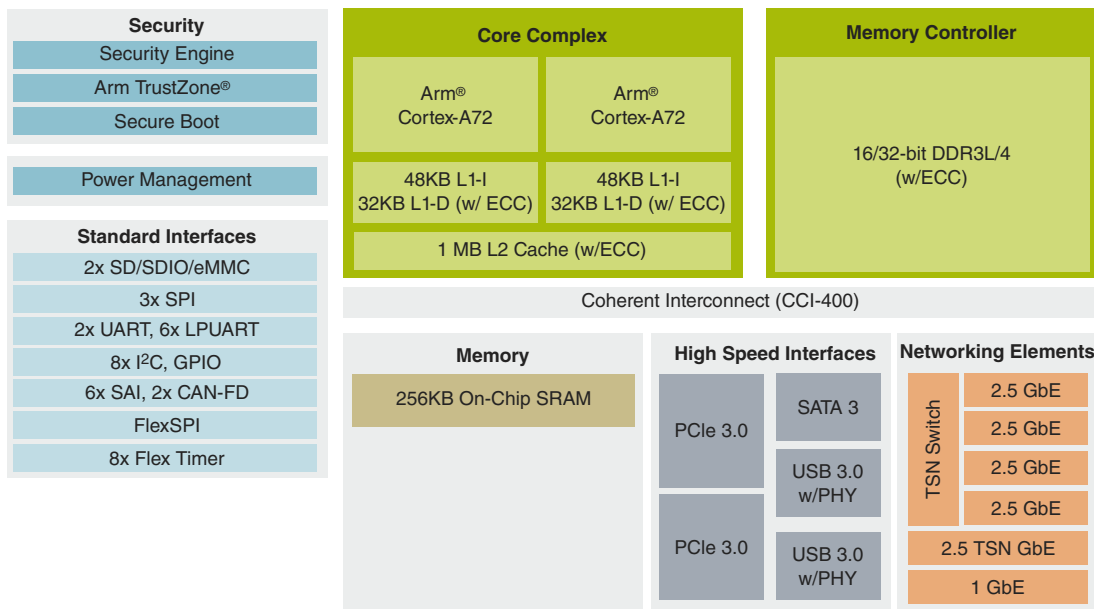 Security
Security Engine
Arm TrustZone®
Secure Boot
Power Management
Standard Interfaces
2x SD/SDIO/eMMC
3x SPI
2x UART, 6x LPUART
8x I²C, GPIO
6x SAI, 2x CAN-FD
FlexSPI
8x Flex Timer
Core Complex
Arm®
Cortex-A72
Arm®
Cortex-A72
48KB L1-I
32KB L1-D (w/ ECC)
48KB L1-I
32KB L1-D (w/ ECC)
1 MB L2 Cache (w/ECC)
Memory Controller
16/32-bit DDR3L/4
(w/ECC)
Coherent Interconnect (CCI-400)
Memory
256KB On-Chip SRAM
High Speed Interfaces
PCIe 3.0
PCIe 3.0
SATA 3
USB 3.0
w/PHY
USB 3.0
w/PHY
Networking Elements
TSN Switch
2.5 GbE
2.5 GbE
2.5 GbE
2.5 GbE
2.5 TSN GbE
1 GbE